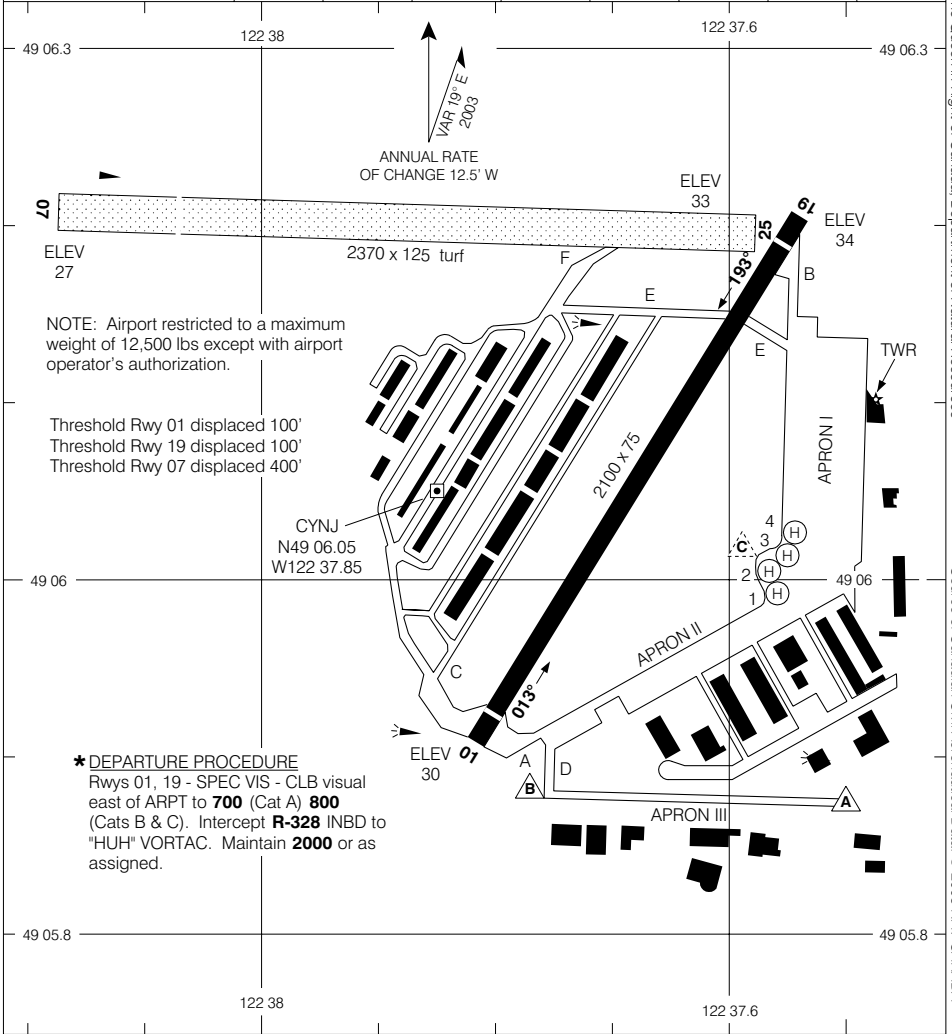 122 38
122 37.6
49 06.3
49 06.3
VAR 19° E
2003
ANNUAL RATE
OF CHANGE 12.5' W
ELEV
33
07
25
19
ELEV
34
ELEV
27
2370 x 125 turf
F
193°
B
E
E
NOTE: Airport restricted to a maximum
weight of 12,500 lbs except with airport
operator's authorization.
TWR
Threshold Rwy 01 displaced 100'
Threshold Rwy 19 displaced 100'
Threshold Rwy 07 displaced 400'
APRON I
2100 x 75
CYNJ
N49 06.05
W122 37.85
4
H
C
3
H
2
H
1
H
49 06
49 06
APRON II
C
013°
01
ELEV
30
A
D
B
A
APRON III
* DEPARTURE PROCEDURE
Rwys 01, 19 - SPEC VIS - CLB visual
east of ARPT to 700 (Cat A) 800
(Cats B & C). Intercept R-328 INBD to
"HUH" VORTAC. Maintain 2000 or as
assigned.
49 05.8
49 05.8
122 38
122 37.6